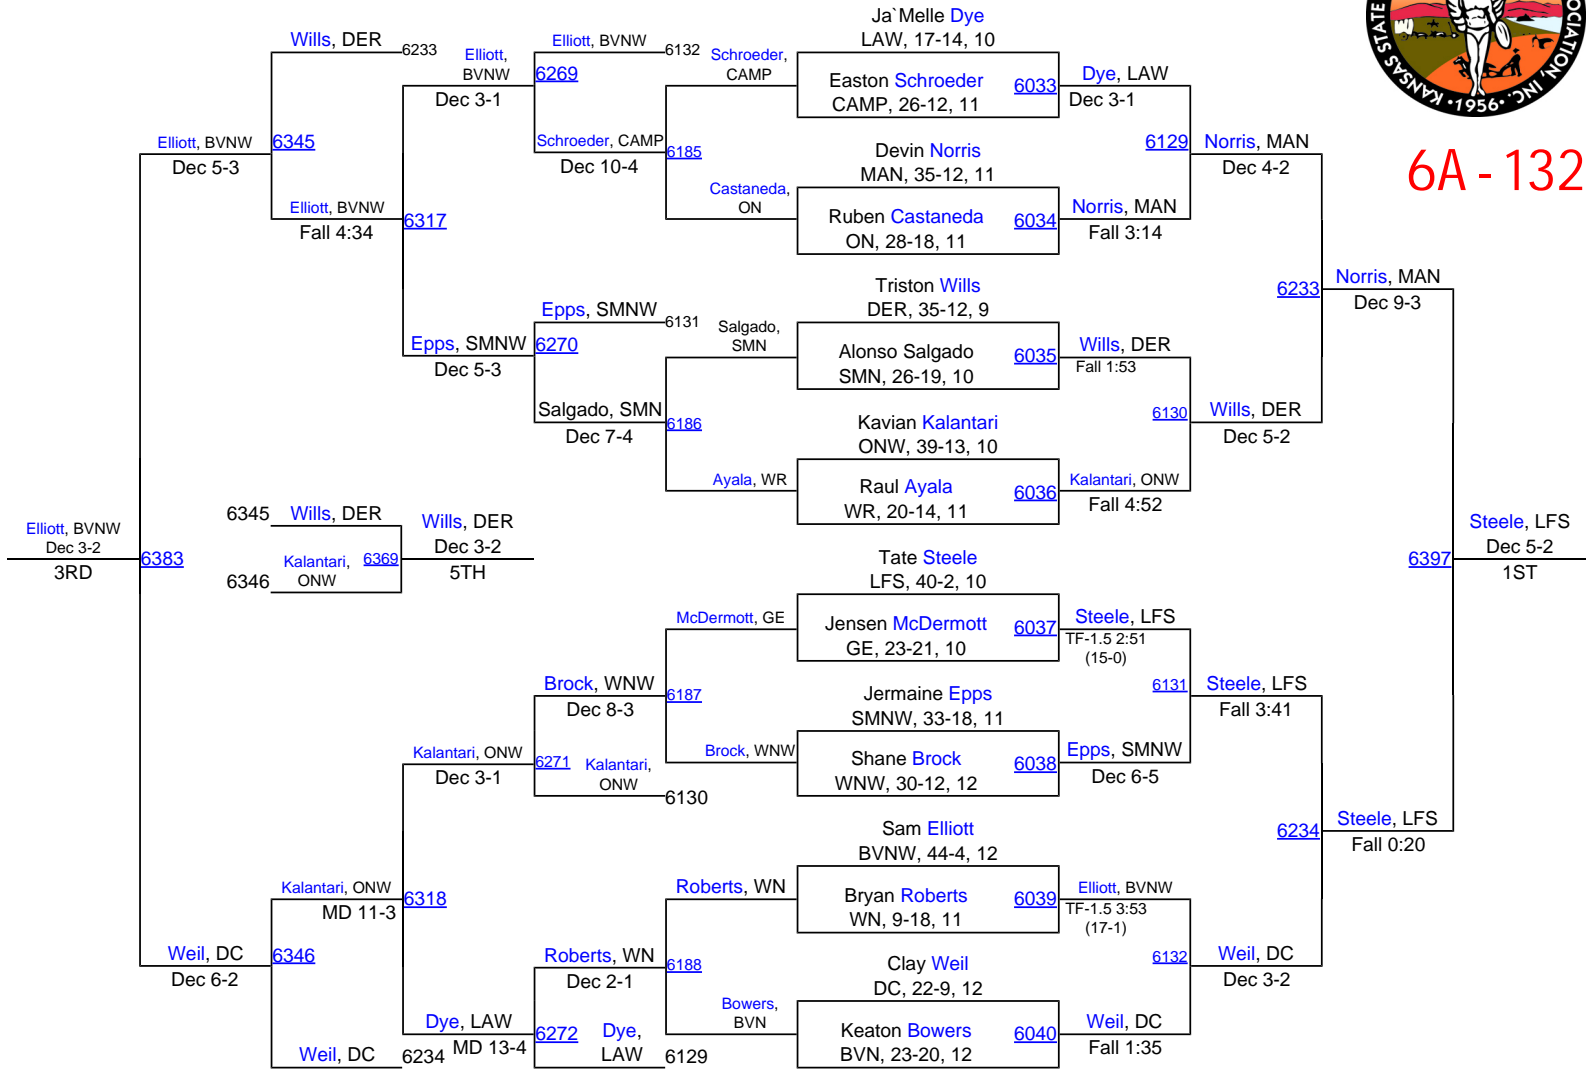 KANSAS STATE
OCIATION, INC.
•1956•
6A - 132
Wills, DER
6233
Elliott,
BVNW
Dec 3-1
Elliott, BVNW
6132
6269
Schroeder,
CAMP
Schroeder, CAMP
Dec 10-4
6185
Castaneda,
ON
Elliott, BVNW
Dec 5-3
6345
Elliott, BVNW
Fall 4:34
6317
Epps, SMNW
Dec 5-3
Epps, SMNW
6131
6270
Salgado,
SMN
Salgado, SMN
Dec 7-4
6186
Ayala, WR
Elliott, BVNW
Dec 3-2
3RD
6383
6345
Wills, DER
Kalantari,
ONW
6346
6369
Wills, DER
Dec 3-2
5TH
McDermott, GE
Brock, WNW
Dec 8-3
6187
Brock, WNW
Kalantari, ONW
Dec 3-1
6271
Kalantari,
ONW
6130
Kalantari, ONW
MD 11-3
6318
Roberts, WN
Roberts, WN
Dec 2-1
6188
Bowers,
BVN
Weil, DC
Dec 6-2
6346
Dye, LAW
MD 13-4
6272
Dye,
LAW
6129
Weil, DC
6234
Ja`Melle Dye
LAW, 17-14, 10
Easton Schroeder
CAMP, 26-12, 11
6033
Dye, LAW
Dec 3-1
Devin Norris
MAN, 35-12, 11
Ruben Castaneda
ON, 28-18, 11
6034
Norris, MAN
Fall 3:14
6129
Norris, MAN
Dec 4-2
Triston Wills
DER, 35-12, 9
Alonso Salgado
SMN, 26-19, 10
6035
Wills, DER
Fall 1:53
Kavian Kalantari
ONW, 39-13, 10
Raul Ayala
WR, 20-14, 11
6036
Kalantari, ONW
Fall 4:52
6130
Wills, DER
Dec 5-2
6233
Norris, MAN
Dec 9-3
Tate Steele
LFS, 40-2, 10
Jensen McDermott
GE, 23-21, 10
6037
Steele, LFS
TF-1.5 2:51
(15-0)
Jermaine Epps
SMNW, 33-18, 11
Shane Brock
WNW, 30-12, 12
6038
Epps, SMNW
Dec 6-5
6131
Steele, LFS
Fall 3:41
Sam Elliott
BVNW, 44-4, 12
Bryan Roberts
WN, 9-18, 11
6039
Elliott, BVNW
TF-1.5 3:53
(17-1)
Clay Weil
DC, 22-9, 12
Keaton Bowers
BVN, 23-20, 12
6040
Weil, DC
Fall 1:35
6132
Weil, DC
Dec 3-2
6234
Steele, LFS
Fall 0:20
6397
Steele, LFS
Dec 5-2
1ST